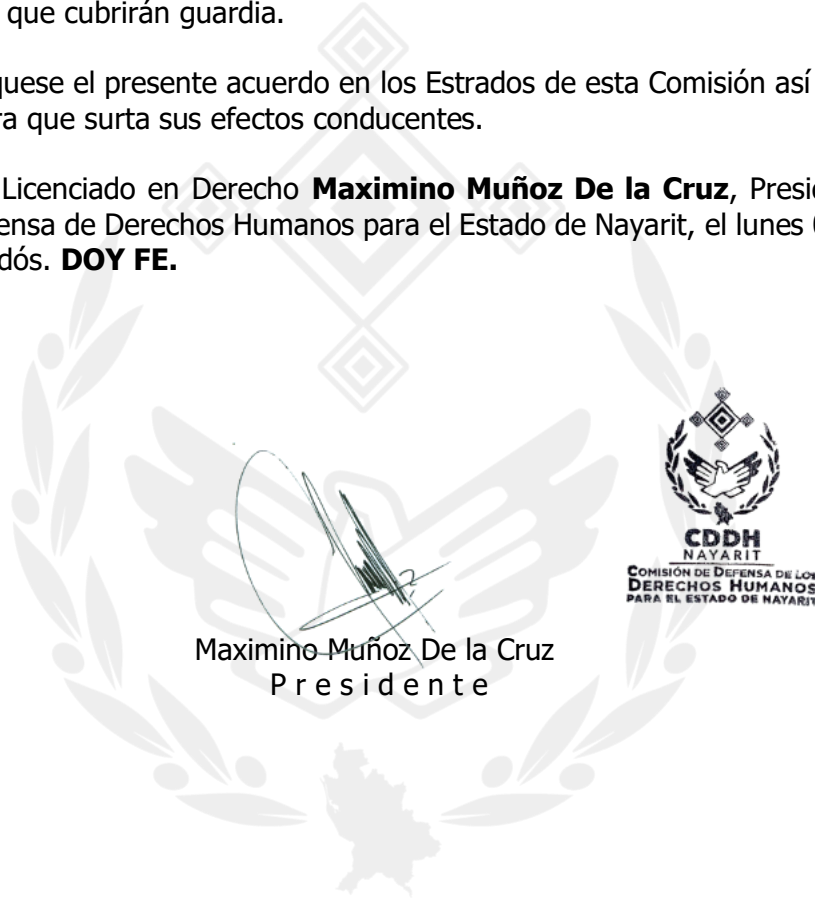 que cubrirán guardia.
quese el presente acuerdo en los Estrados de esta Comisión así
ra que surta sus efectos conducentes.
Licenciado en Derecho Maximino Muñoz De la Cruz, Presi
ensa de Derechos Humanos para el Estado de Nayarit, el lunes
dós. DOY FE.
CDDH
NAYARIT
COMISIÓN DE DEFENSA DE LOS
DERECHOS HUMANOS
PARA EL ESTADO DE NAYARIT
Maximino Muñoz De la Cruz
P r e s i d e n t e